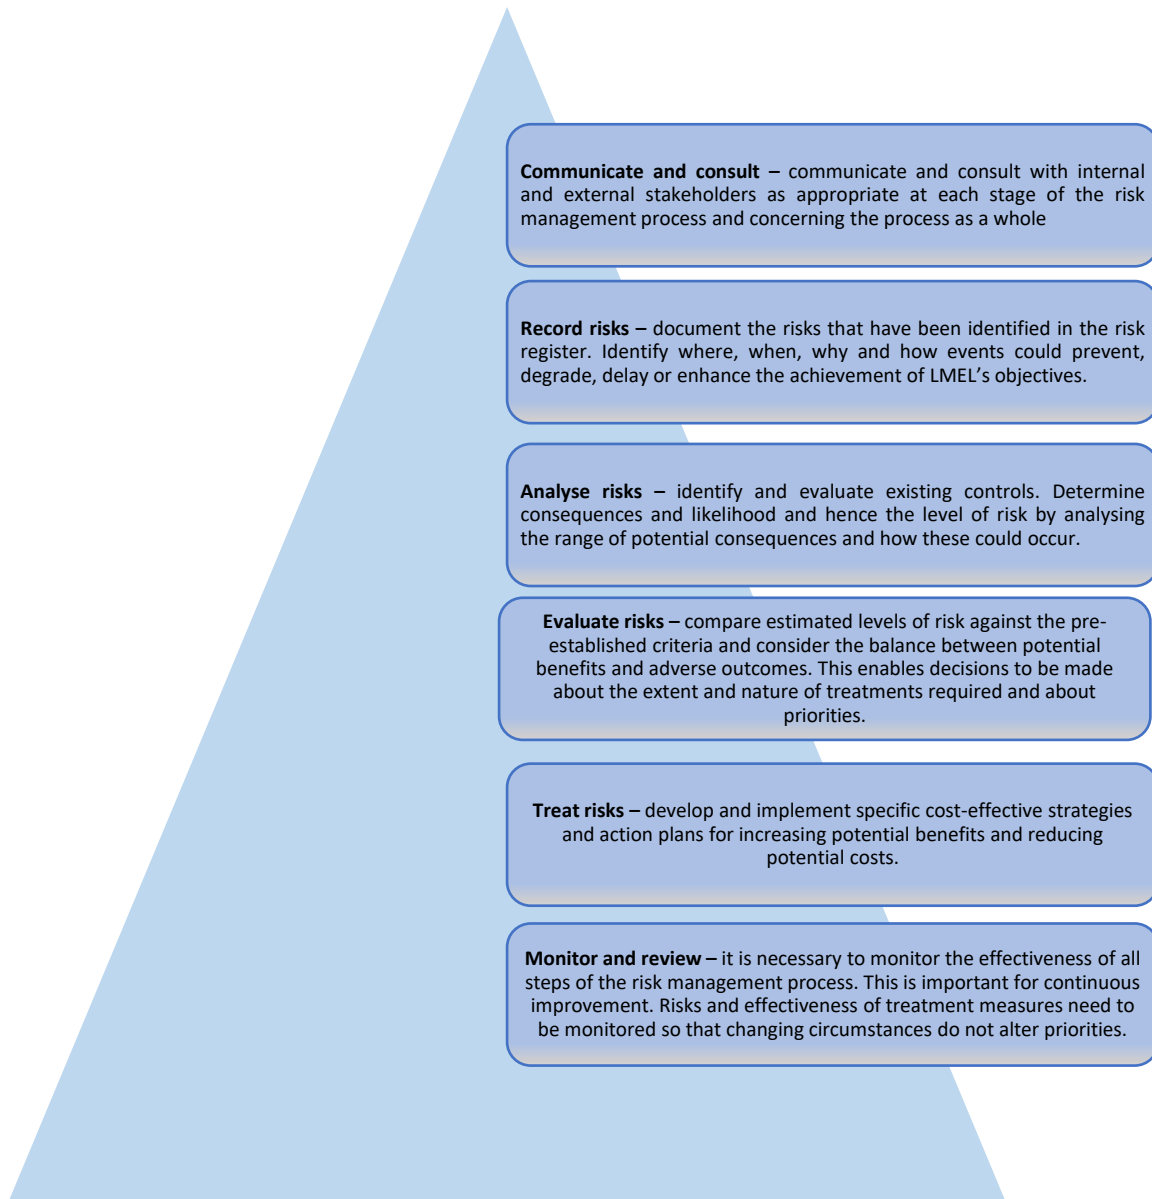 Communicate and consult – communicate and consult with internal
and external stakeholders as appropriate at each stage of the risk
management process and concerning the process as a whole
Record risks – document the risks that have been identified in the risk
register. Identify where, when, why and how events could prevent,
degrade, delay or enhance the achievement of LMEL’s objectives.
Analyse risks – identify and evaluate existing controls. Determine
consequences and likelihood and hence the level of risk by analysing
the range of potential consequences and how these could occur.
Evaluate risks – compare estimated levels of risk against the pre-
established criteria and consider the balance between potential
benefits and adverse outcomes. This enables decisions to be made
about the extent and nature of treatments required and about
priorities.
Treat risks – develop and implement specific cost-effective strategies
and action plans for increasing potential benefits and reducing
potential costs.
Monitor and review – it is necessary to monitor the effectiveness of all
steps of the risk management process. This is important for continuous
improvement. Risks and effectiveness of treatment measures need to
be monitored so that changing circumstances do not alter priorities.